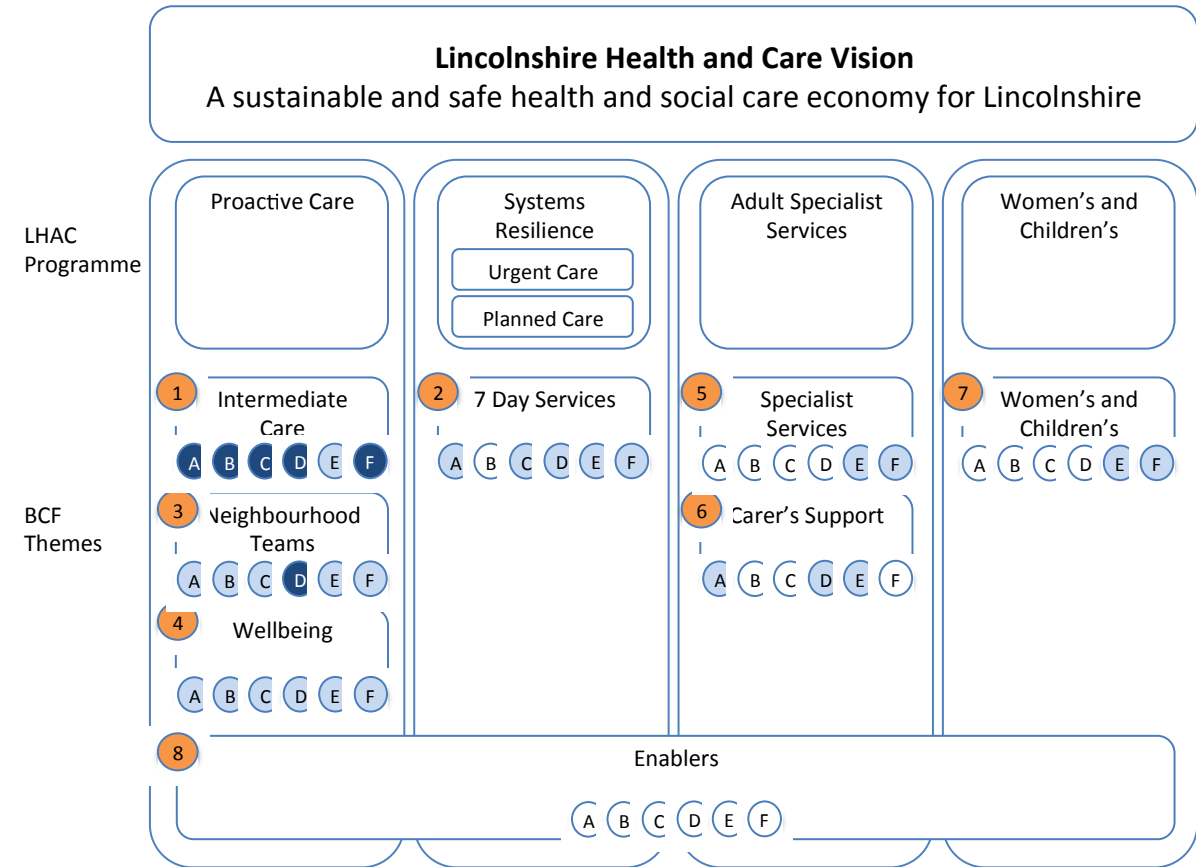 Lincolnshire Health and Care Vision
A sustainable and safe health and social care economy for Lincolnshire
LHAC
Programme
Proactive Care
Systems
Resilience
Urgent Care
Planned Care
Adult Specialist
Services
Women's and
Children's
BCF
Themes
1
Intermediate
Care
A B C D E F
2
7 Day Services
A B C D E F
5
Specialist
Services
A B C D E F
7
Women's and
Children's
A B C D E F
3
Neighbourhood
Teams
A B C D E F
6
Carer's Support
A B C D E F
4
Wellbeing
A B C D E F
8
Enablers
A B C D E F